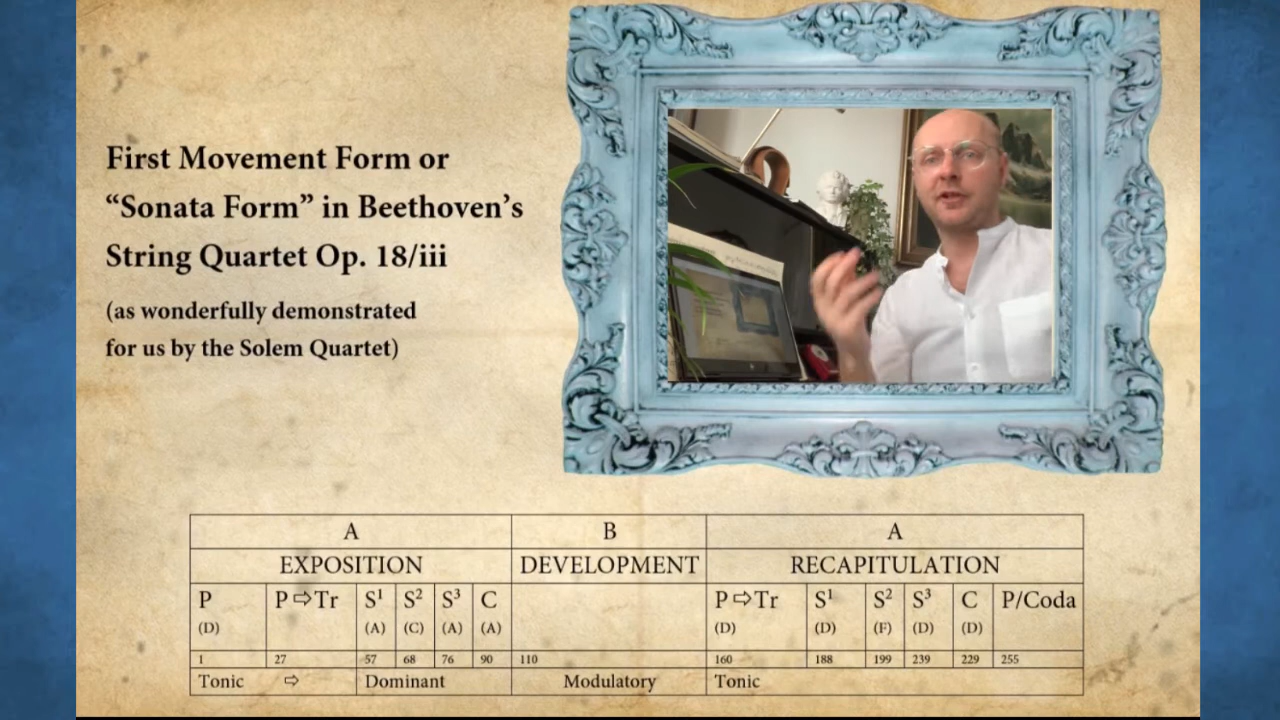 First Movement Form or
“Sonata Form” in Beethoven’s
String Quartet Op. 18/iii
(as wonderfully demonstrated
for us by the Solem Quartet)
A B A
EXPOSITION DEVELOPMENT RECAPITULATION
P P⇨Tr S¹ S² S³ C P⇨Tr S¹ S² S³ C P/Coda
(D) (A) (C) (A) (A) (D) (D) (F) (D) (D)
1 27 57 68 76 90 110 160 188 199 239 229 255
Tonic ⇨ Dominant Modulatory Tonic